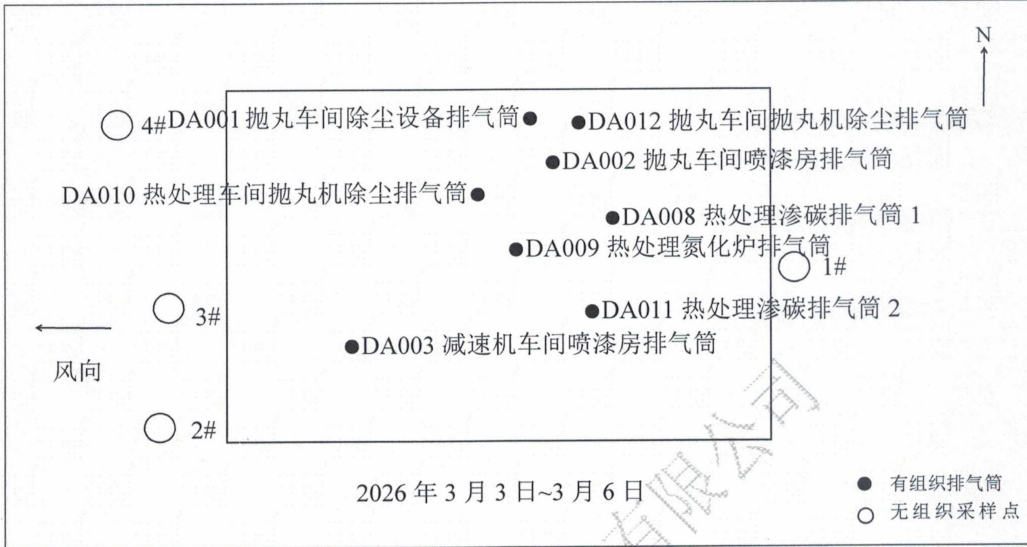 N
4#
DA001 抛丸车间除尘设备排气筒
DA012 抛丸车间抛丸机除尘排气筒
DA002 抛丸车间喷漆房排气筒
DA010 热处理车间抛丸机除尘排气筒
DA008 热处理渗碳排气筒 1
DA009 热处理氮化炉排气筒
1#
3#
DA011 热处理渗碳排气筒 2
DA003 减速机车间喷漆房排气筒
风向
2#
2026 年 3 月 3 日~3 月 6 日
有组织排气筒
无组织采样点
有限公司